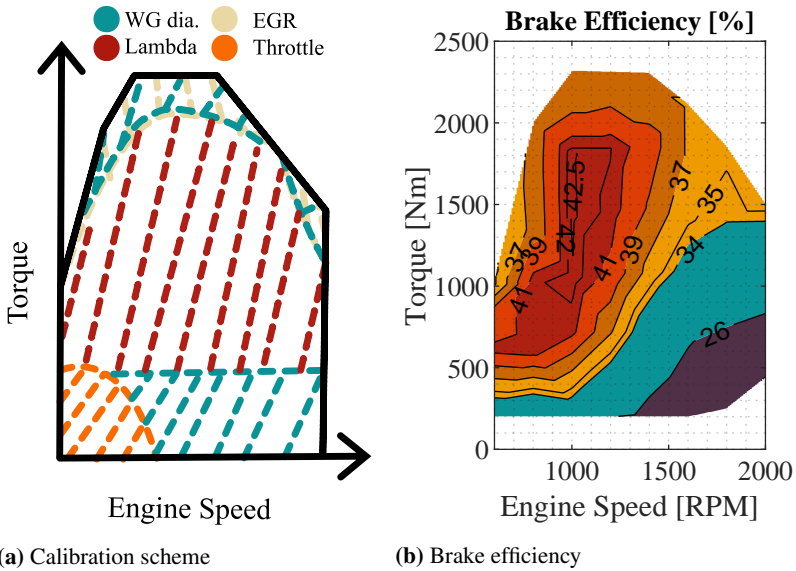 WG dia. EGR
Lambda Throttle
Torque
Engine Speed
(a) Calibration scheme
Brake Efficiency [%]
2500
2000
1500
1000
500
0
Torque [Nm]
42.5
42
41
41
39
39
37
37
35
34
26
1000 1500 2000
Engine Speed [RPM]
(b) Brake efficiency